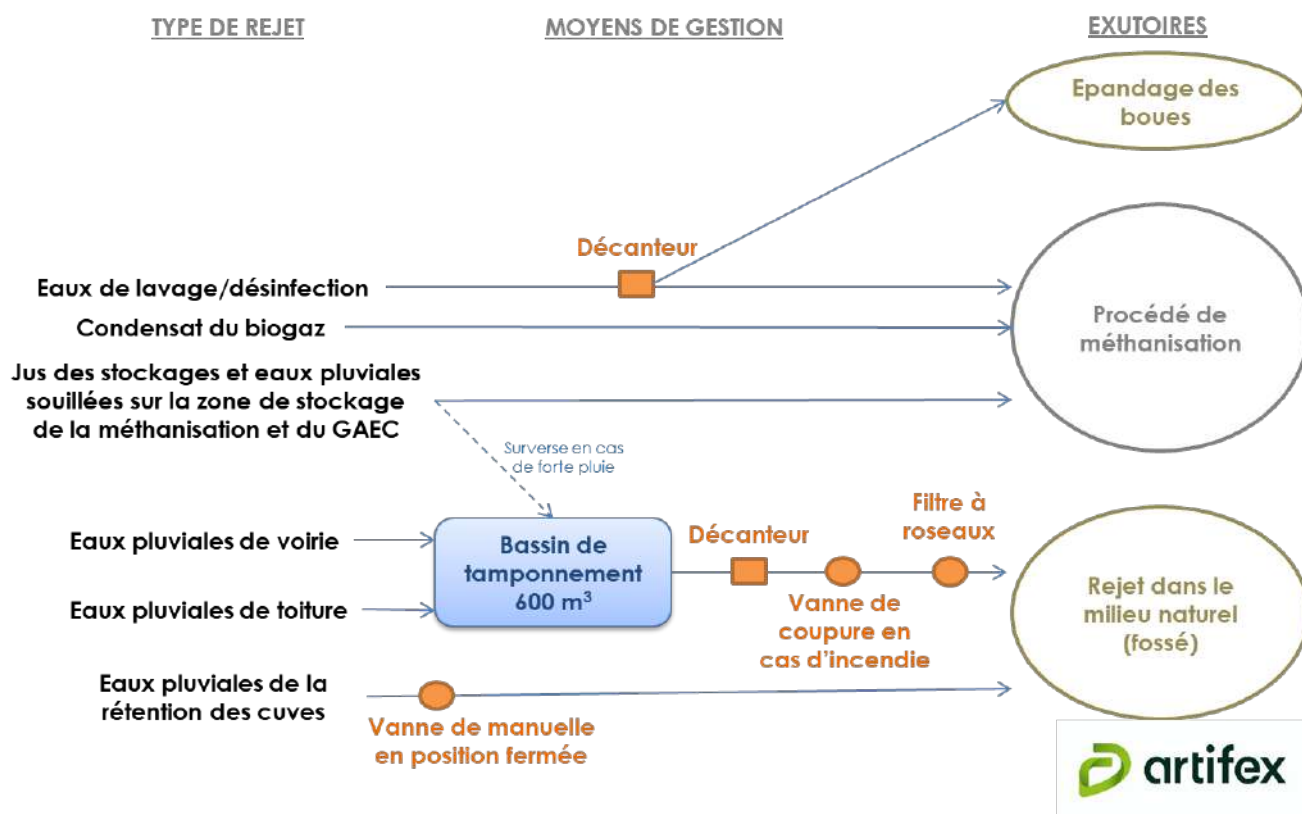 TYPE DE REJET
MOYENS DE GESTION
EXUTOIRES
Epandage des
boues
Décanteur
Eaux de lavage/désinfection
Condensat du biogaz
Procédé de
méthanisation
Jus des stockages et eaux pluviales
souillées sur la zone de stockage
de la méthanisation et du GAEC
Surverse en cas
de forte pluie
Eaux pluviales de voirie
Eaux pluviales de toiture
Bassin de
tamponnement
600 m³
Décanteur
Filtre à
roseaux
Vanne de
coupure en
cas d'incendie
Rejet dans le
milieu naturel
(fossé)
Eaux pluviales de la
rétention des cuves
Vanne de manuelle
en position fermée
artifex